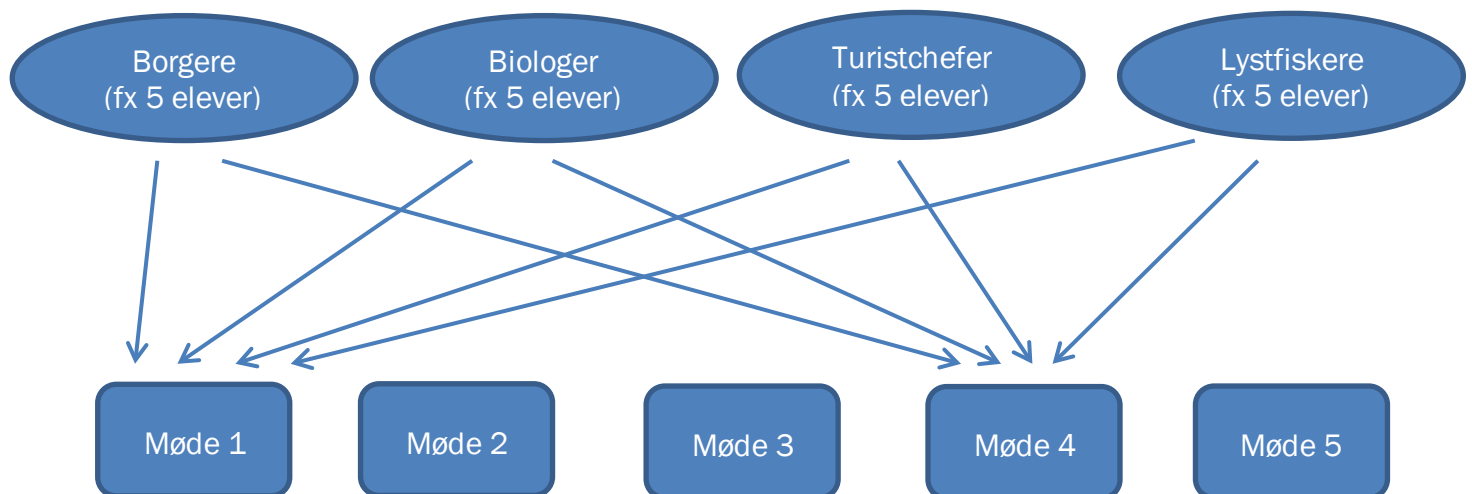 Borgere
(fx 5 elever)
Biologer
(fx 5 elever)
Turistchefer
(fx 5 elever)
Lystfiskere
(fx 5 elever)
Møde 1
Møde 2
Møde 3
Møde 4
Møde 5